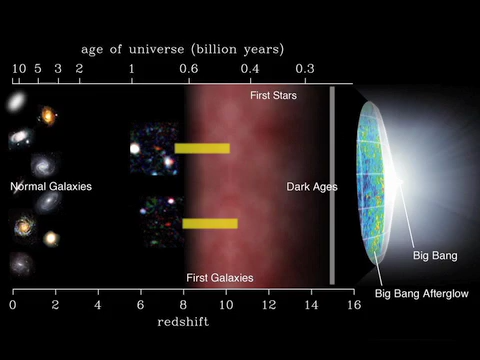 age of universe (billion years)
10 5 3 2 1 0.6 0.4 0.3
First Stars
Normal Galaxies
Dark Ages
Big Bang
First Galaxies
Big Bang Afterglow
0 2 4 6 8 10 12 14 16
redshift